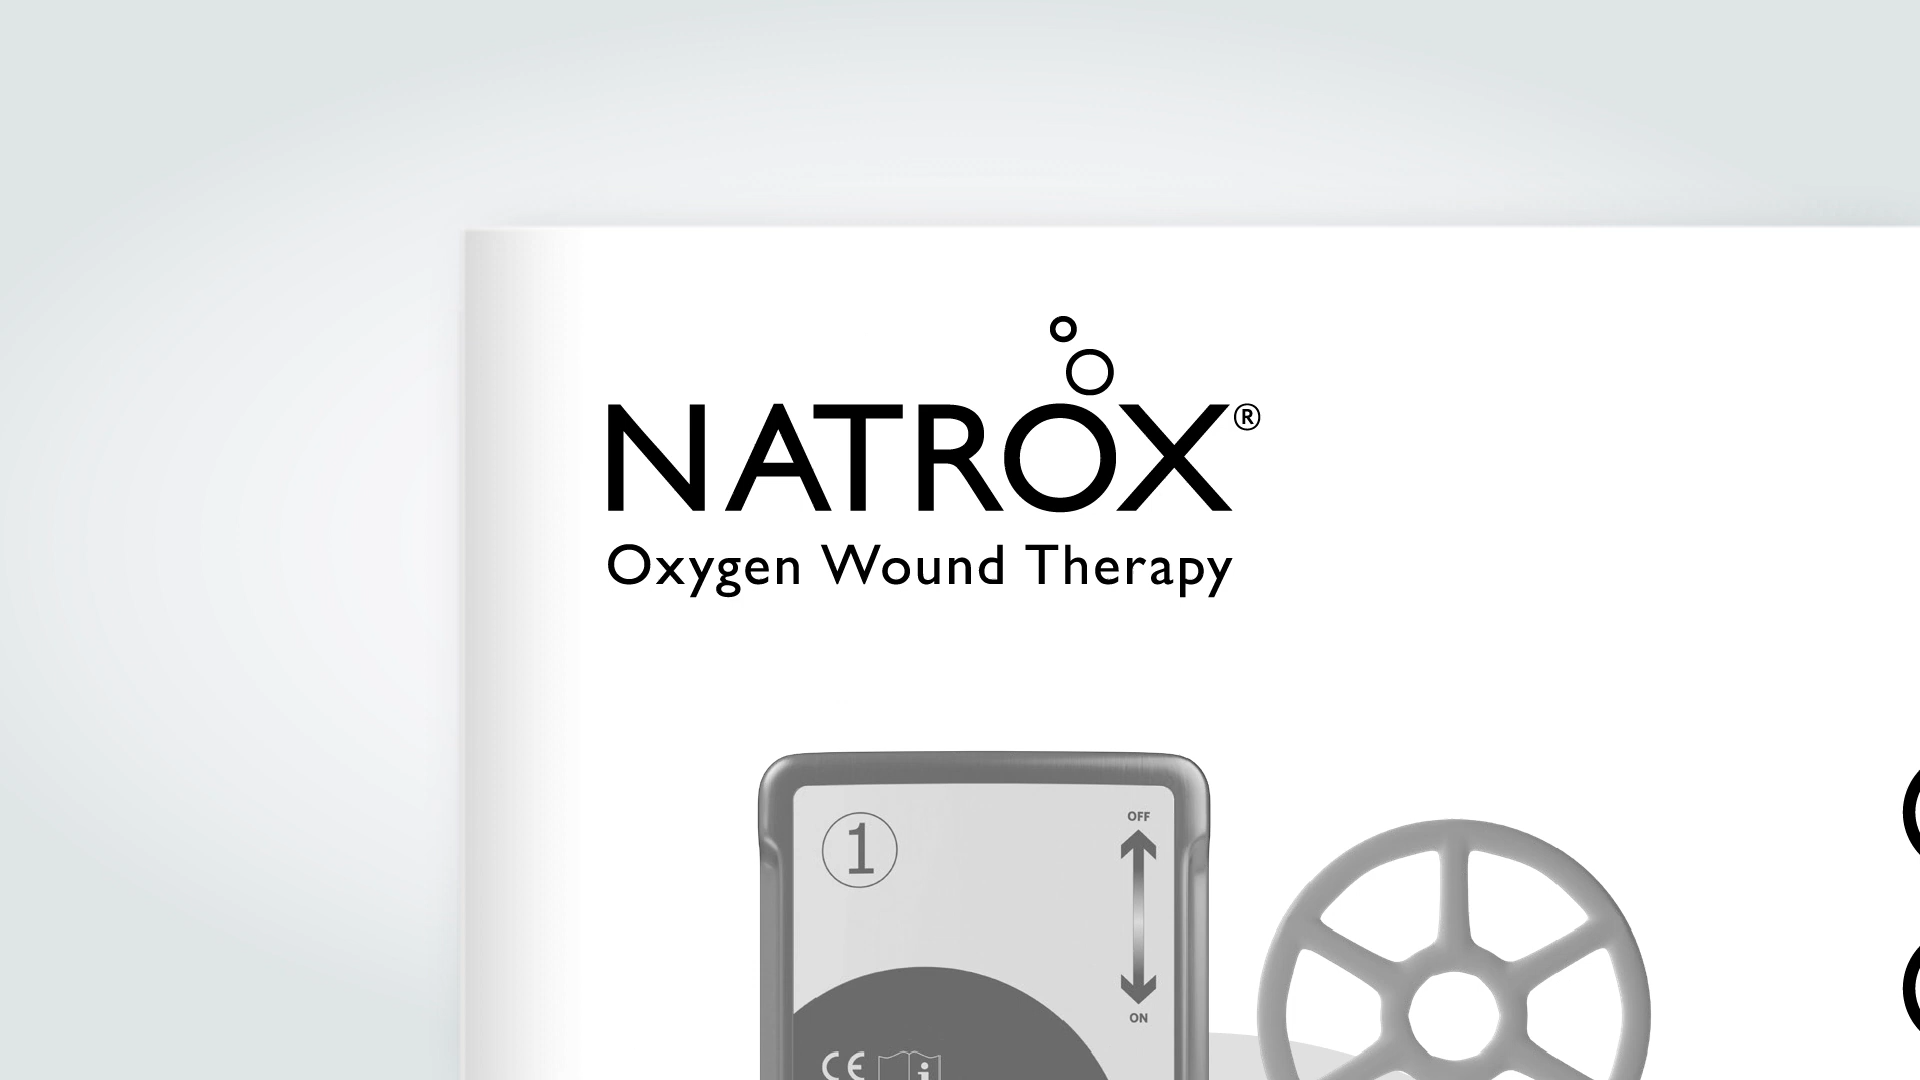 NATROX®
Oxygen Wound Therapy
1
OFF
ON
CE
i